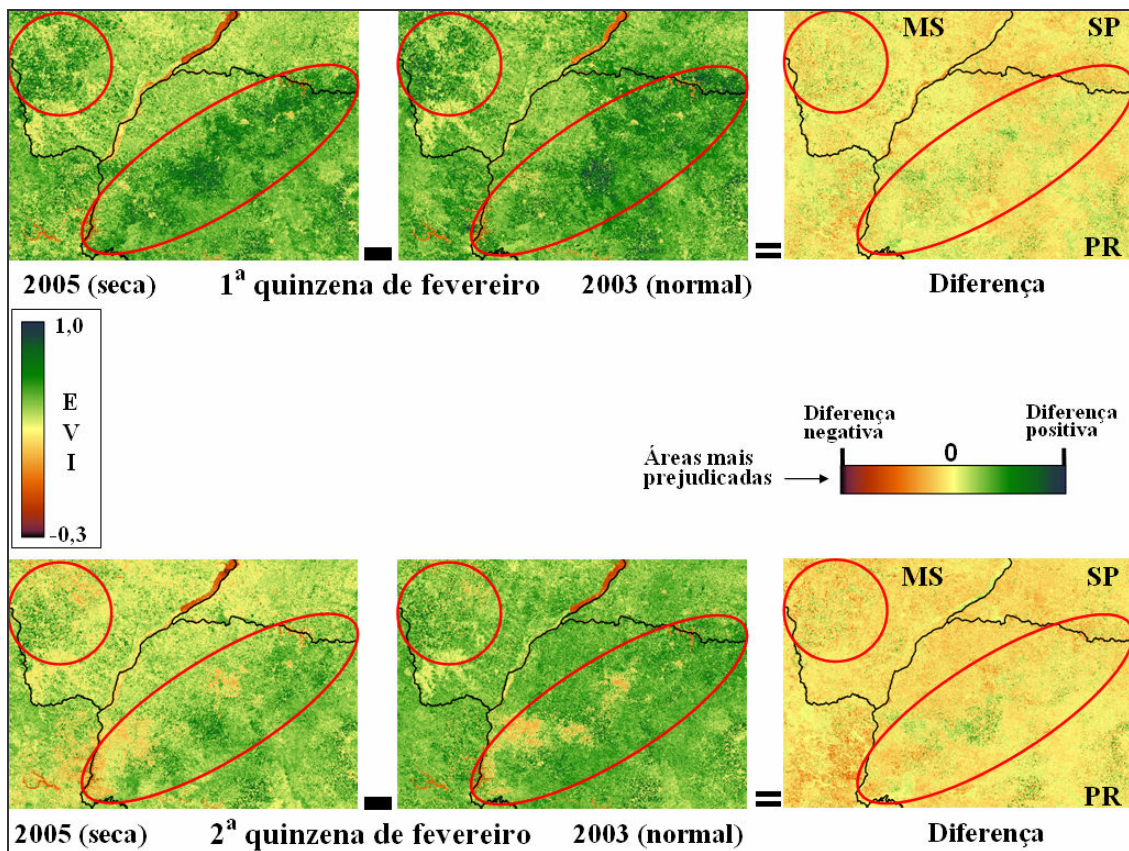 MS SP
PR
2005 (seca) 1ª quinzena de fevereiro 2003 (normal) Diferença
1,0
E
V
I
-0,3
Diferença
negativa
0
Diferença
positiva
Áreas mais
prejudicadas
MS SP
PR
2005 (seca) 2ª quinzena de fevereiro 2003 (normal) Diferença